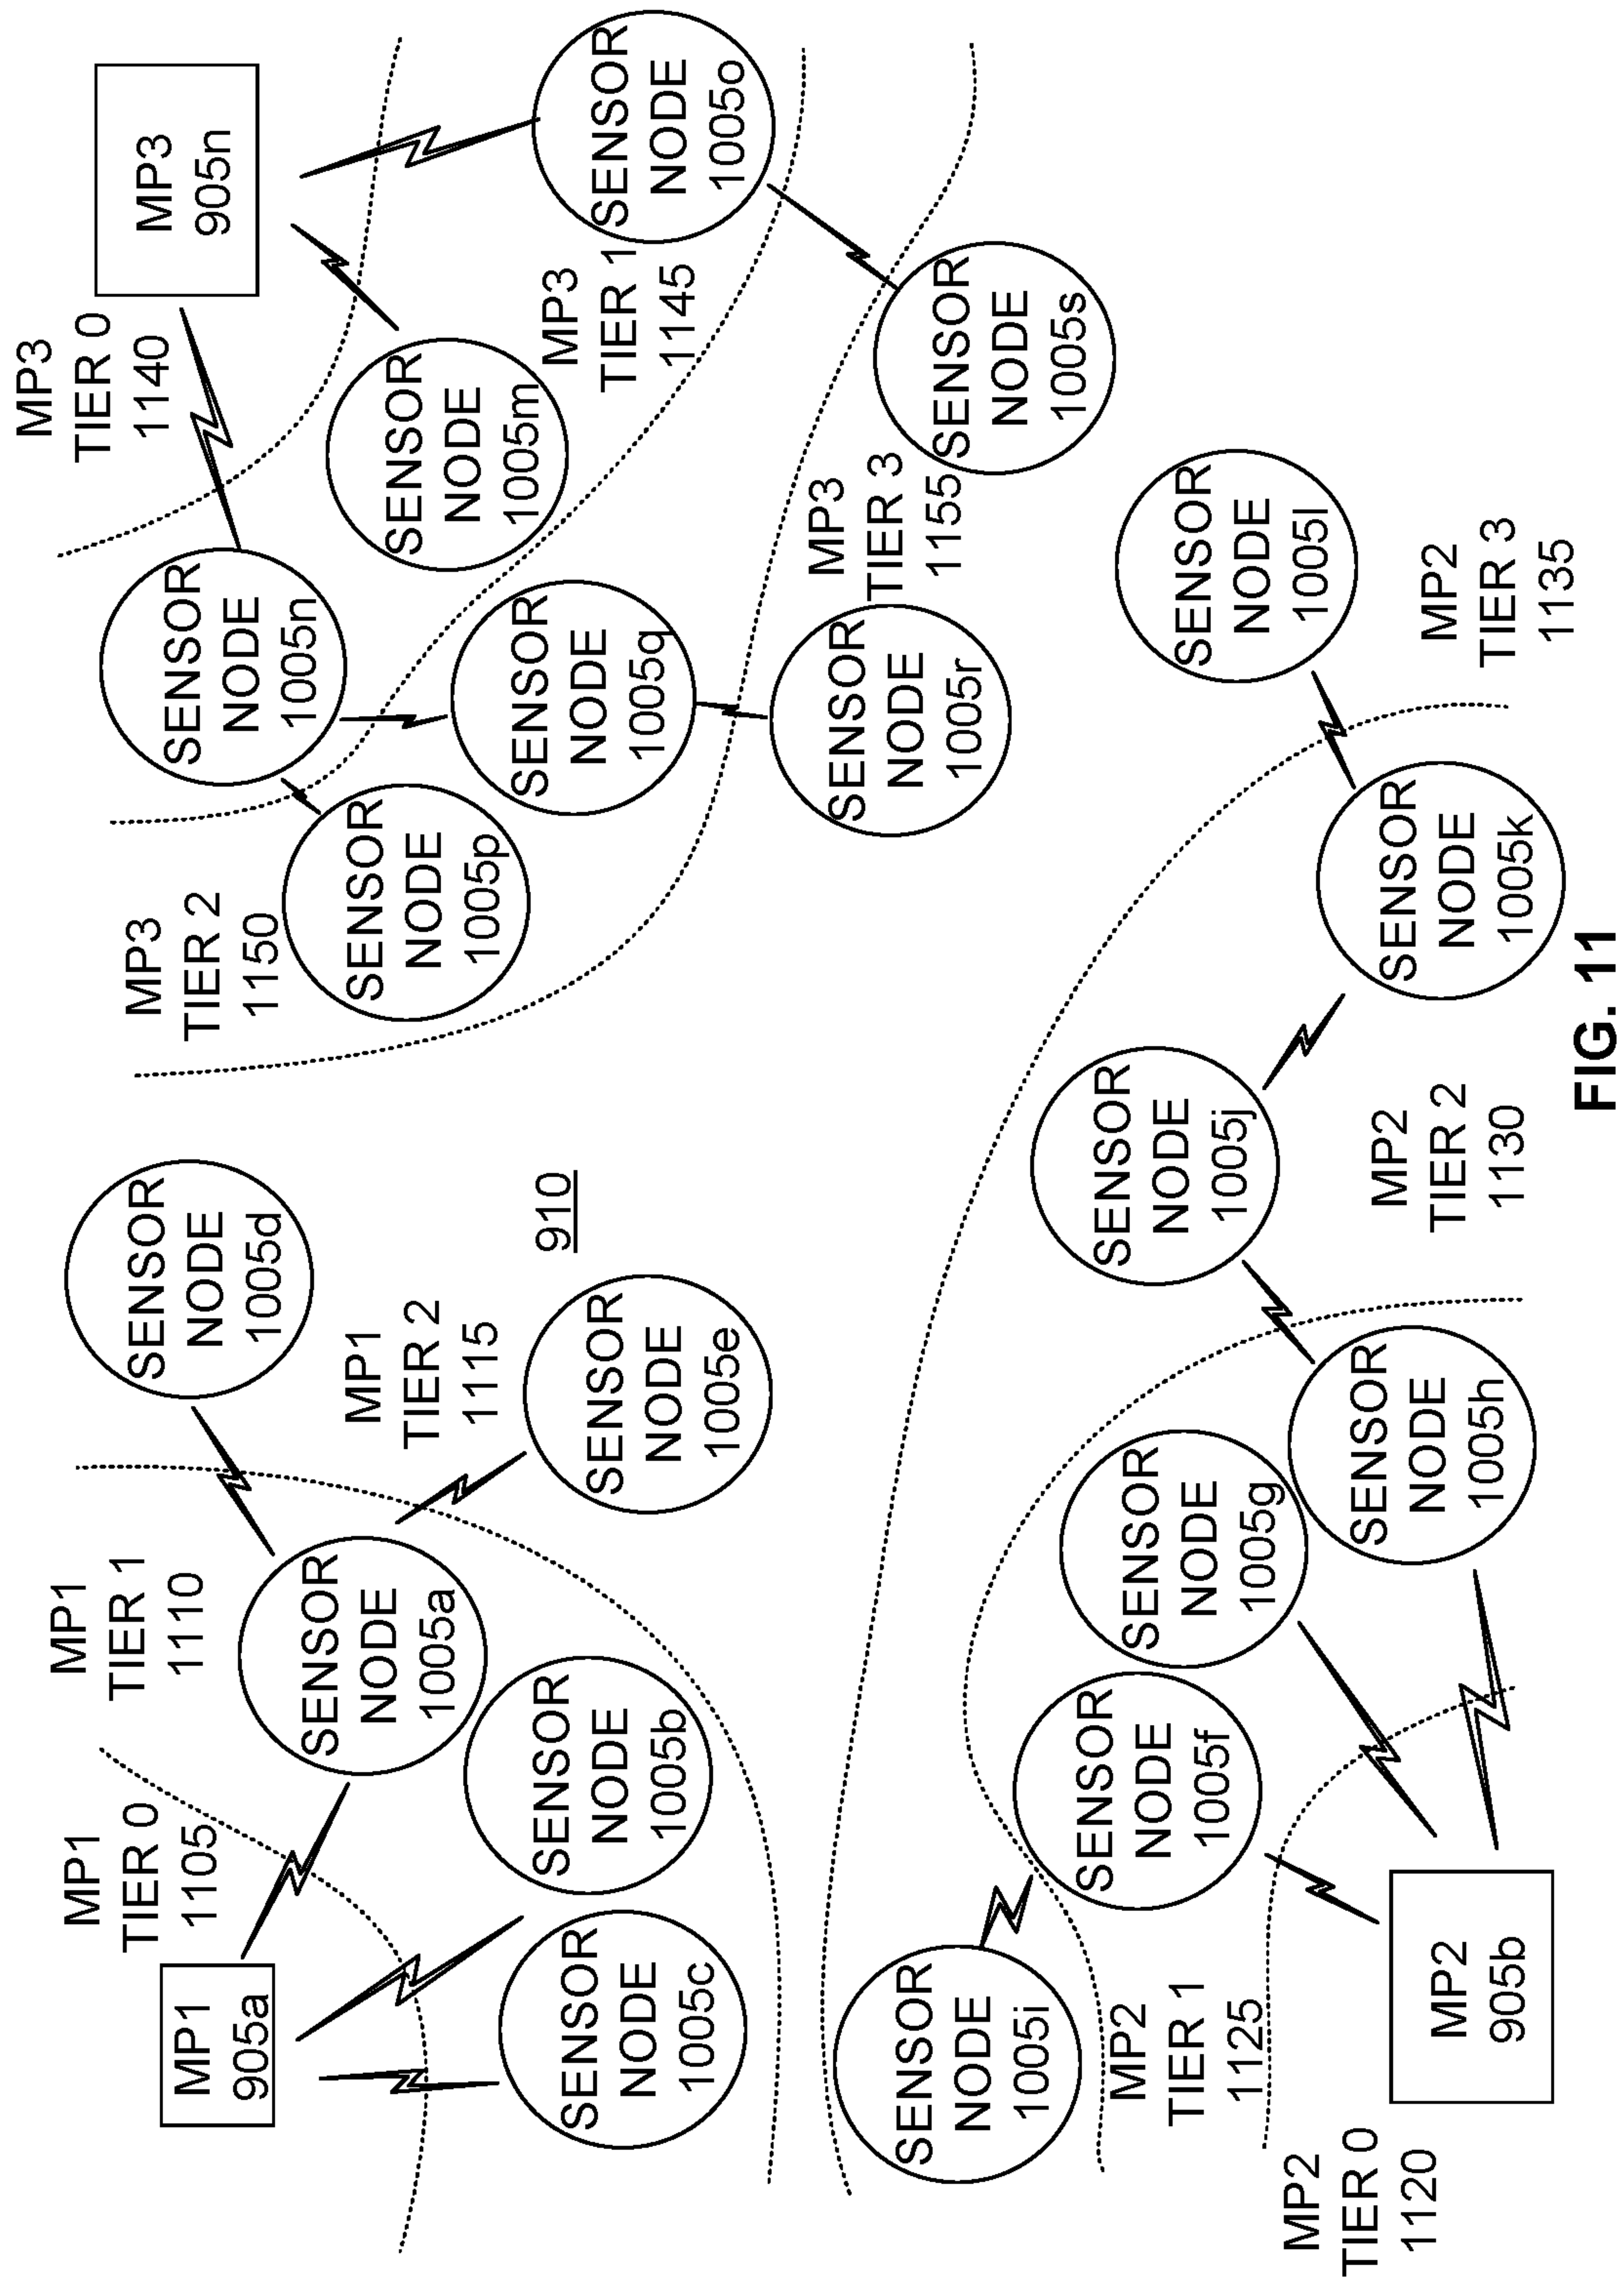 MP1
905a
MP1
TIER 0
1105
MP1
TIER 1
1110
SENSOR
NODE
1005a
SENSOR
NODE
1005b
SENSOR
NODE
1005c
SENSOR
NODE
1005d
MP1
TIER 2
1115
SENSOR
NODE
1005e
910
MP3
TIER 0
1140
MP3
905n
SENSOR
NODE
1005n
SENSOR
NODE
1005m
SENSOR
NODE
1005o
MP3
TIER 1
1145
MP3
TIER 2
1150
SENSOR
NODE
1005p
SENSOR
NODE
1005q
SENSOR
NODE
1005r
MP3
TIER 3
1155
SENSOR
NODE
1005s
SENSOR
NODE
1005i
SENSOR
NODE
1005f
SENSOR
NODE
1005g
SENSOR
NODE
1005h
SENSOR
NODE
1005j
SENSOR
NODE
1005k
SENSOR
NODE
1005l
MP2
TIER 1
1125
MP2
TIER 0
1120
MP2
905b
MP2
TIER 2
1130
MP2
TIER 3
1135
FIG. 11